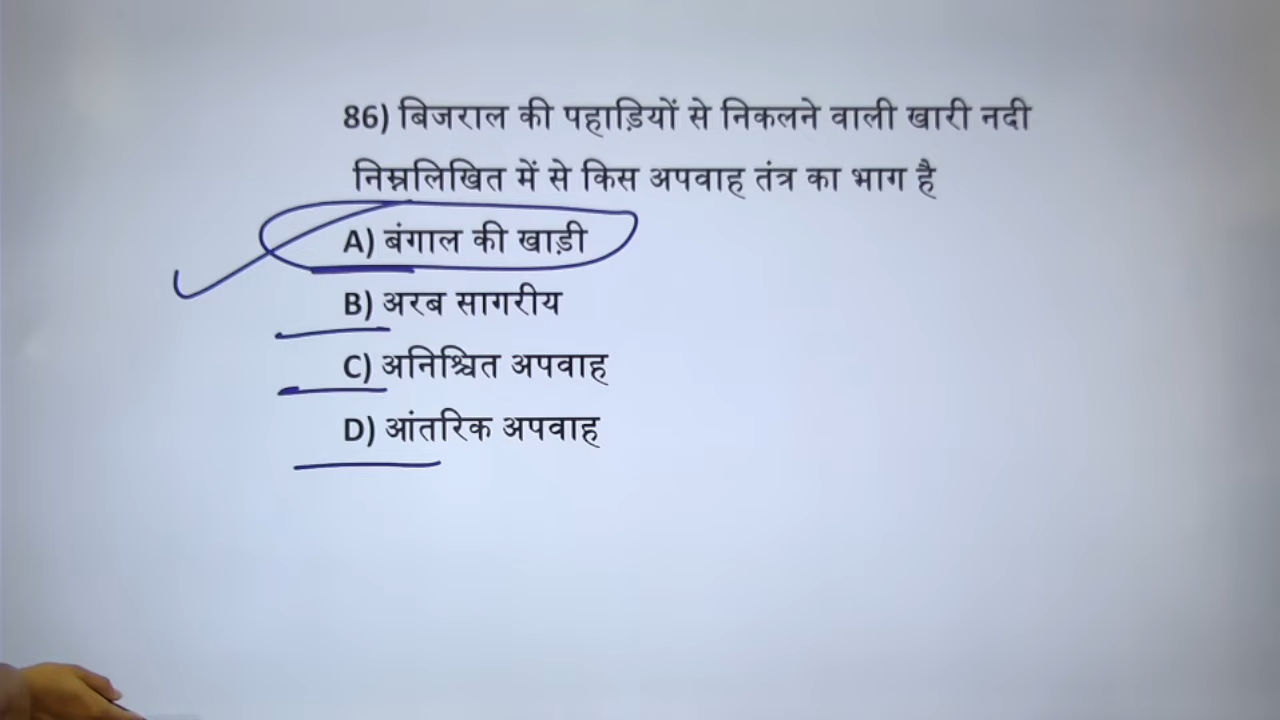 86) बिजराल की पहाड़ियों से निकलने वाली खारी नदी
निम्नलिखित में से किस अपवाह तंत्र का भाग है
A) बंगाल की खाड़ी
B) अरब सागरीय
C) अनिश्चित अपवाह
D) आंतरिक अपवाह